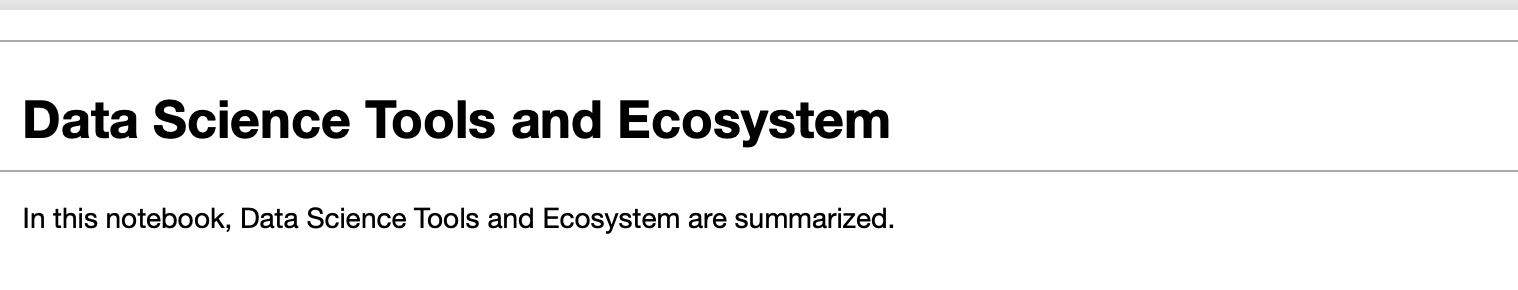 Data Science Tools and Ecosystem
In this notebook, Data Science Tools and Ecosystem are summarized.